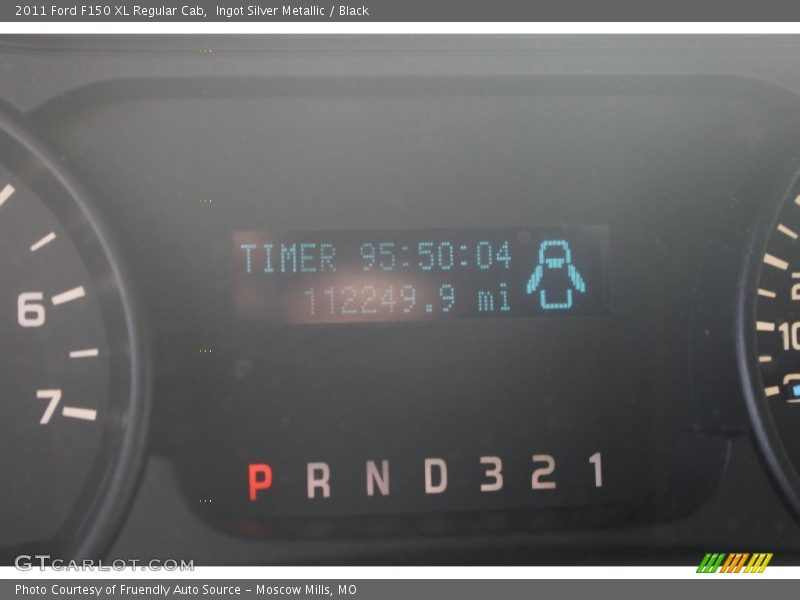 2011 Ford F150 XL Regular Cab,  Ingot Silver Metallic / Black
TIMER 95:50:04
112249.9 mi
6
7
10
P R N D 3 2 1
GTCARLOT.COM
Photo Courtesy of Fruendly Auto Source - Moscow Mills, MO